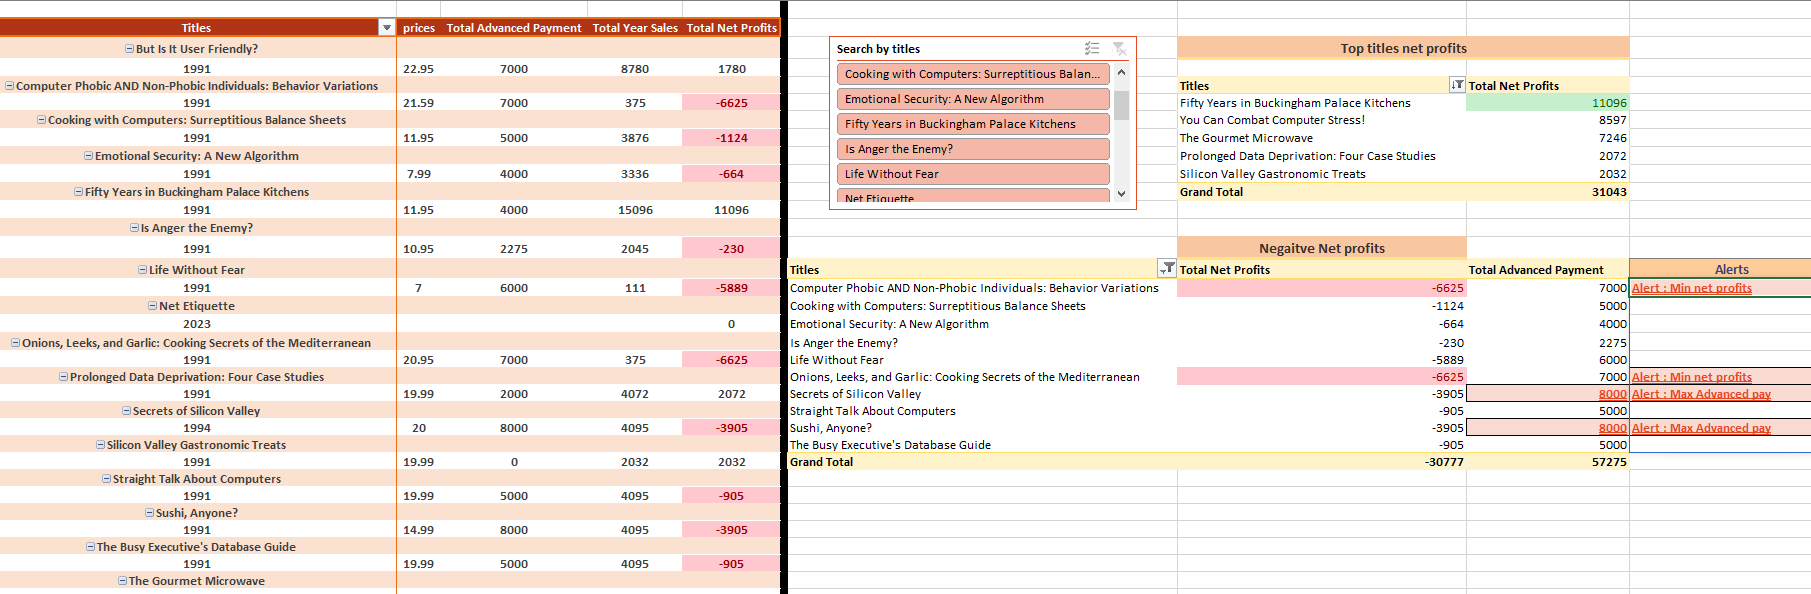 Titles prices Total Advanced Payment Total Year Sales Total Net Profits
But Is It User Friendly?
1991 22.95 7000 8780 1780
Computer Phobic AND Non-Phobic Individuals: Behavior Variations
1991 21.59 7000 375 -6625
Cooking with Computers: Surreptitious Balance Sheets
1991 11.95 5000 3876 -1124
Emotional Security: A New Algorithm
1991 7.99 4000 3336 -664
Fifty Years in Buckingham Palace Kitchens
1991 11.95 4000 15096 11096
Is Anger the Enemy?
1991 10.95 2275 2045 -230
Life Without Fear
1991 7 6000 111 -5889
Net Etiquette
2023 0
Onions, Leeks, and Garlic: Cooking Secrets of the Mediterranean
1991 20.95 7000 375 -6625
Prolonged Data Deprivation: Four Case Studies
1991 19.99 2000 4072 2072
Secrets of Silicon Valley
1994 20 8000 4095 -3905
Silicon Valley Gastronomic Treats
1991 19.99 0 2032 2032
Straight Talk About Computers
1991 19.99 5000 4095 -905
Sushi, Anyone?
1991 14.99 8000 4095 -3905
The Busy Executive's Database Guide
1991 19.99 5000 4095 -905
The Gourmet Microwave
Search by titles
Cooking with Computers: Surreptitious Balan...
Emotional Security: A New Algorithm
Fifty Years in Buckingham Palace Kitchens
Is Anger the Enemy?
Life Without Fear
Net Etiquette
Top titles net profits
Titles Total Net Profits
Fifty Years in Buckingham Palace Kitchens 11096
You Can Combat Computer Stress! 8597
The Gourmet Microwave 7246
Prolonged Data Deprivation: Four Case Studies 2072
Silicon Valley Gastronomic Treats 2032
Grand Total 31043
Negaitve Net profits
Titles Total Net Profits Total Advanced Payment Alerts
Computer Phobic AND Non-Phobic Individuals: Behavior Variations -6625 7000 Alert : Min net profits
Cooking with Computers: Surreptitious Balance Sheets -1124 5000
Emotional Security: A New Algorithm -664 4000
Is Anger the Enemy? -230 2275
Life Without Fear -5889 6000
Onions, Leeks, and Garlic: Cooking Secrets of the Mediterranean -6625 7000 Alert : Min net profits
Secrets of Silicon Valley -3905 8000 Alert : Max Advanced pay
Straight Talk About Computers -905 5000
Sushi, Anyone? -3905 8000 Alert : Max Advanced pay
The Busy Executive's Database Guide -905 5000
Grand Total -30777 57275